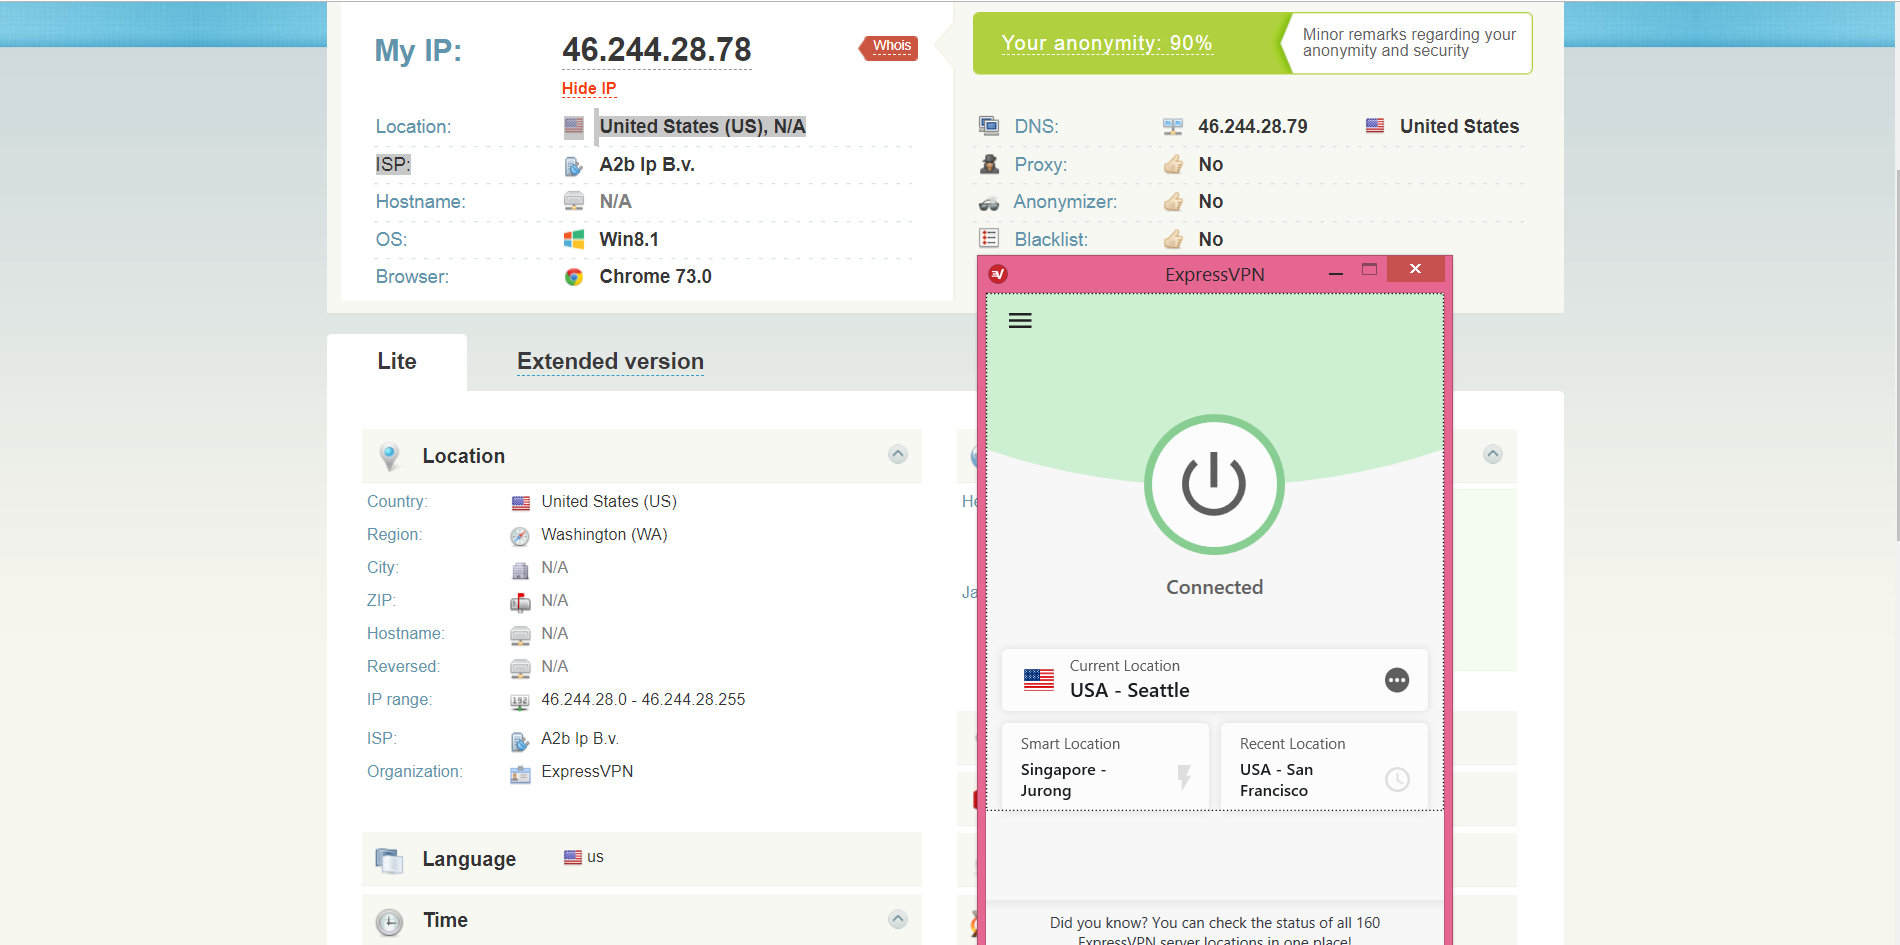 My IP: 46.244.28.78 Whois
Hide IP
Location: United States (US), N/A
ISP: A2b Ip B.v.
Hostname: N/A
OS: Win8.1
Browser: Chrome 73.0
Your anonymity: 90%
Minor remarks regarding your
anonymity and security
DNS: 46.244.28.79 United States
Proxy: No
Anonymizer: No
Blacklist: No
Lite Extended version
Location
Country: United States (US)
Region: Washington (WA)
City: N/A
ZIP: N/A
Hostname: N/A
Reversed: N/A
IP range: 46.244.28.0 - 46.244.28.255
ISP: A2b Ip B.v.
Organization: ExpressVPN
Language us
Time
ExpressVPN
Connected
Current Location
USA - Seattle
Smart Location
Singapore -
Jurong
Recent Location
USA - San
Francisco
Did you know? You can check the status of all 160
ExpressVPN server locations in one place!